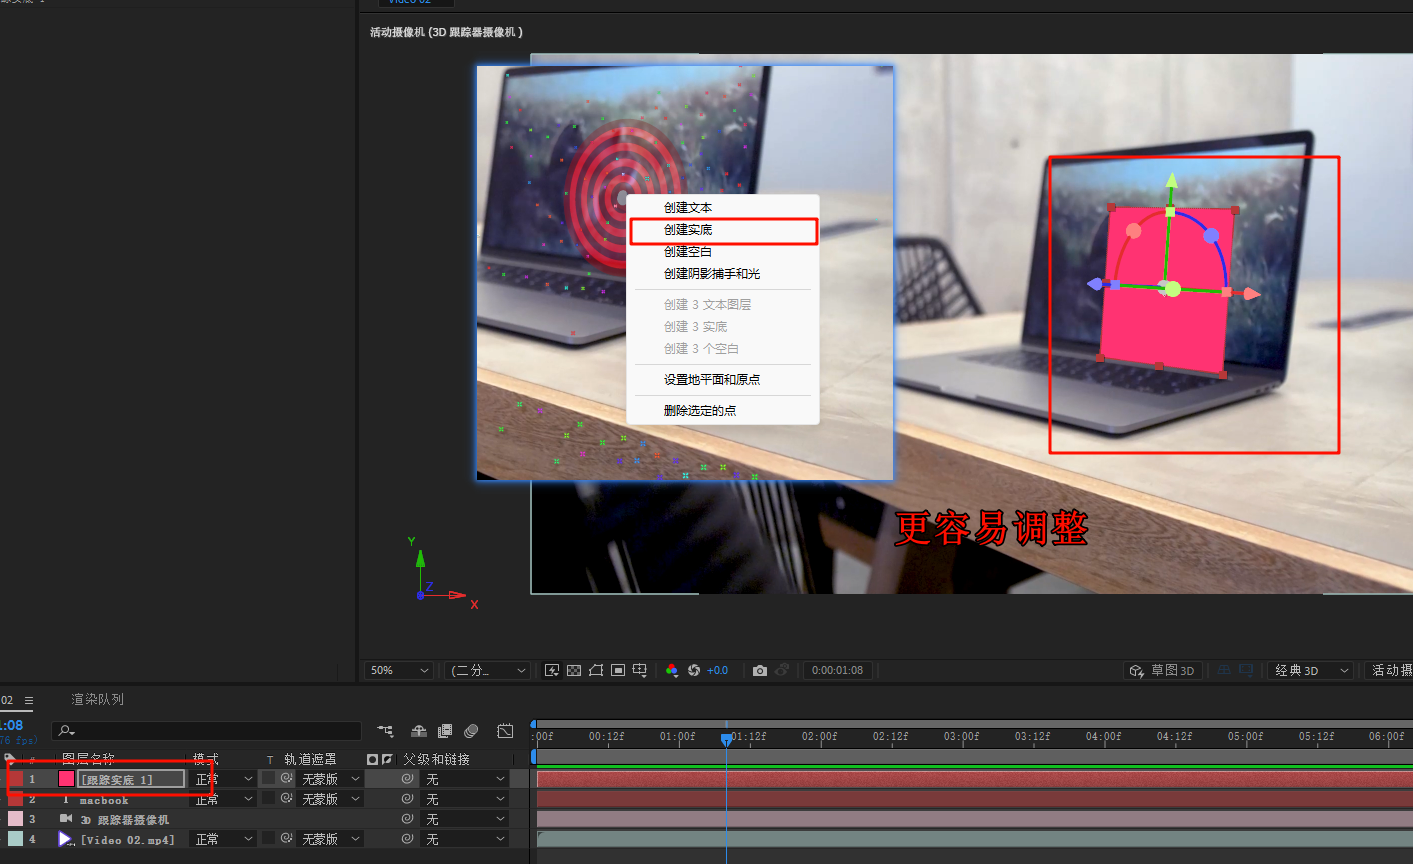 Video 02
活动摄像机 (3D 跟踪器摄像机 )
创建文本
创建实底
创建空白
创建阴影捕手和光
创建 3 文本图层
创建 3 实底
创建 3 个空白
设置地平面和原点
删除选定的点
更容易调整
Y
Z
X
50%
(二分...
+0.0
0:00:01:08
草图 3D
经典 3D
活动摄
02
渲染队列
1:08
76 fps)
:00f 00:12f 01:00f 01:12f 02:00f 02:12f 03:00f 03:12f 04:00f 04:12f 05:00f 05:12f 06:00f
# 图层名称 模式 T 轨道遮罩 父级和链接
1 [跟踪实底 1] 正常 无蒙版 无
2 T macbook 正常 无蒙版 无
3 3D 跟踪器摄像机 无
4 [Video 02.mp4] 正常 无蒙版 无